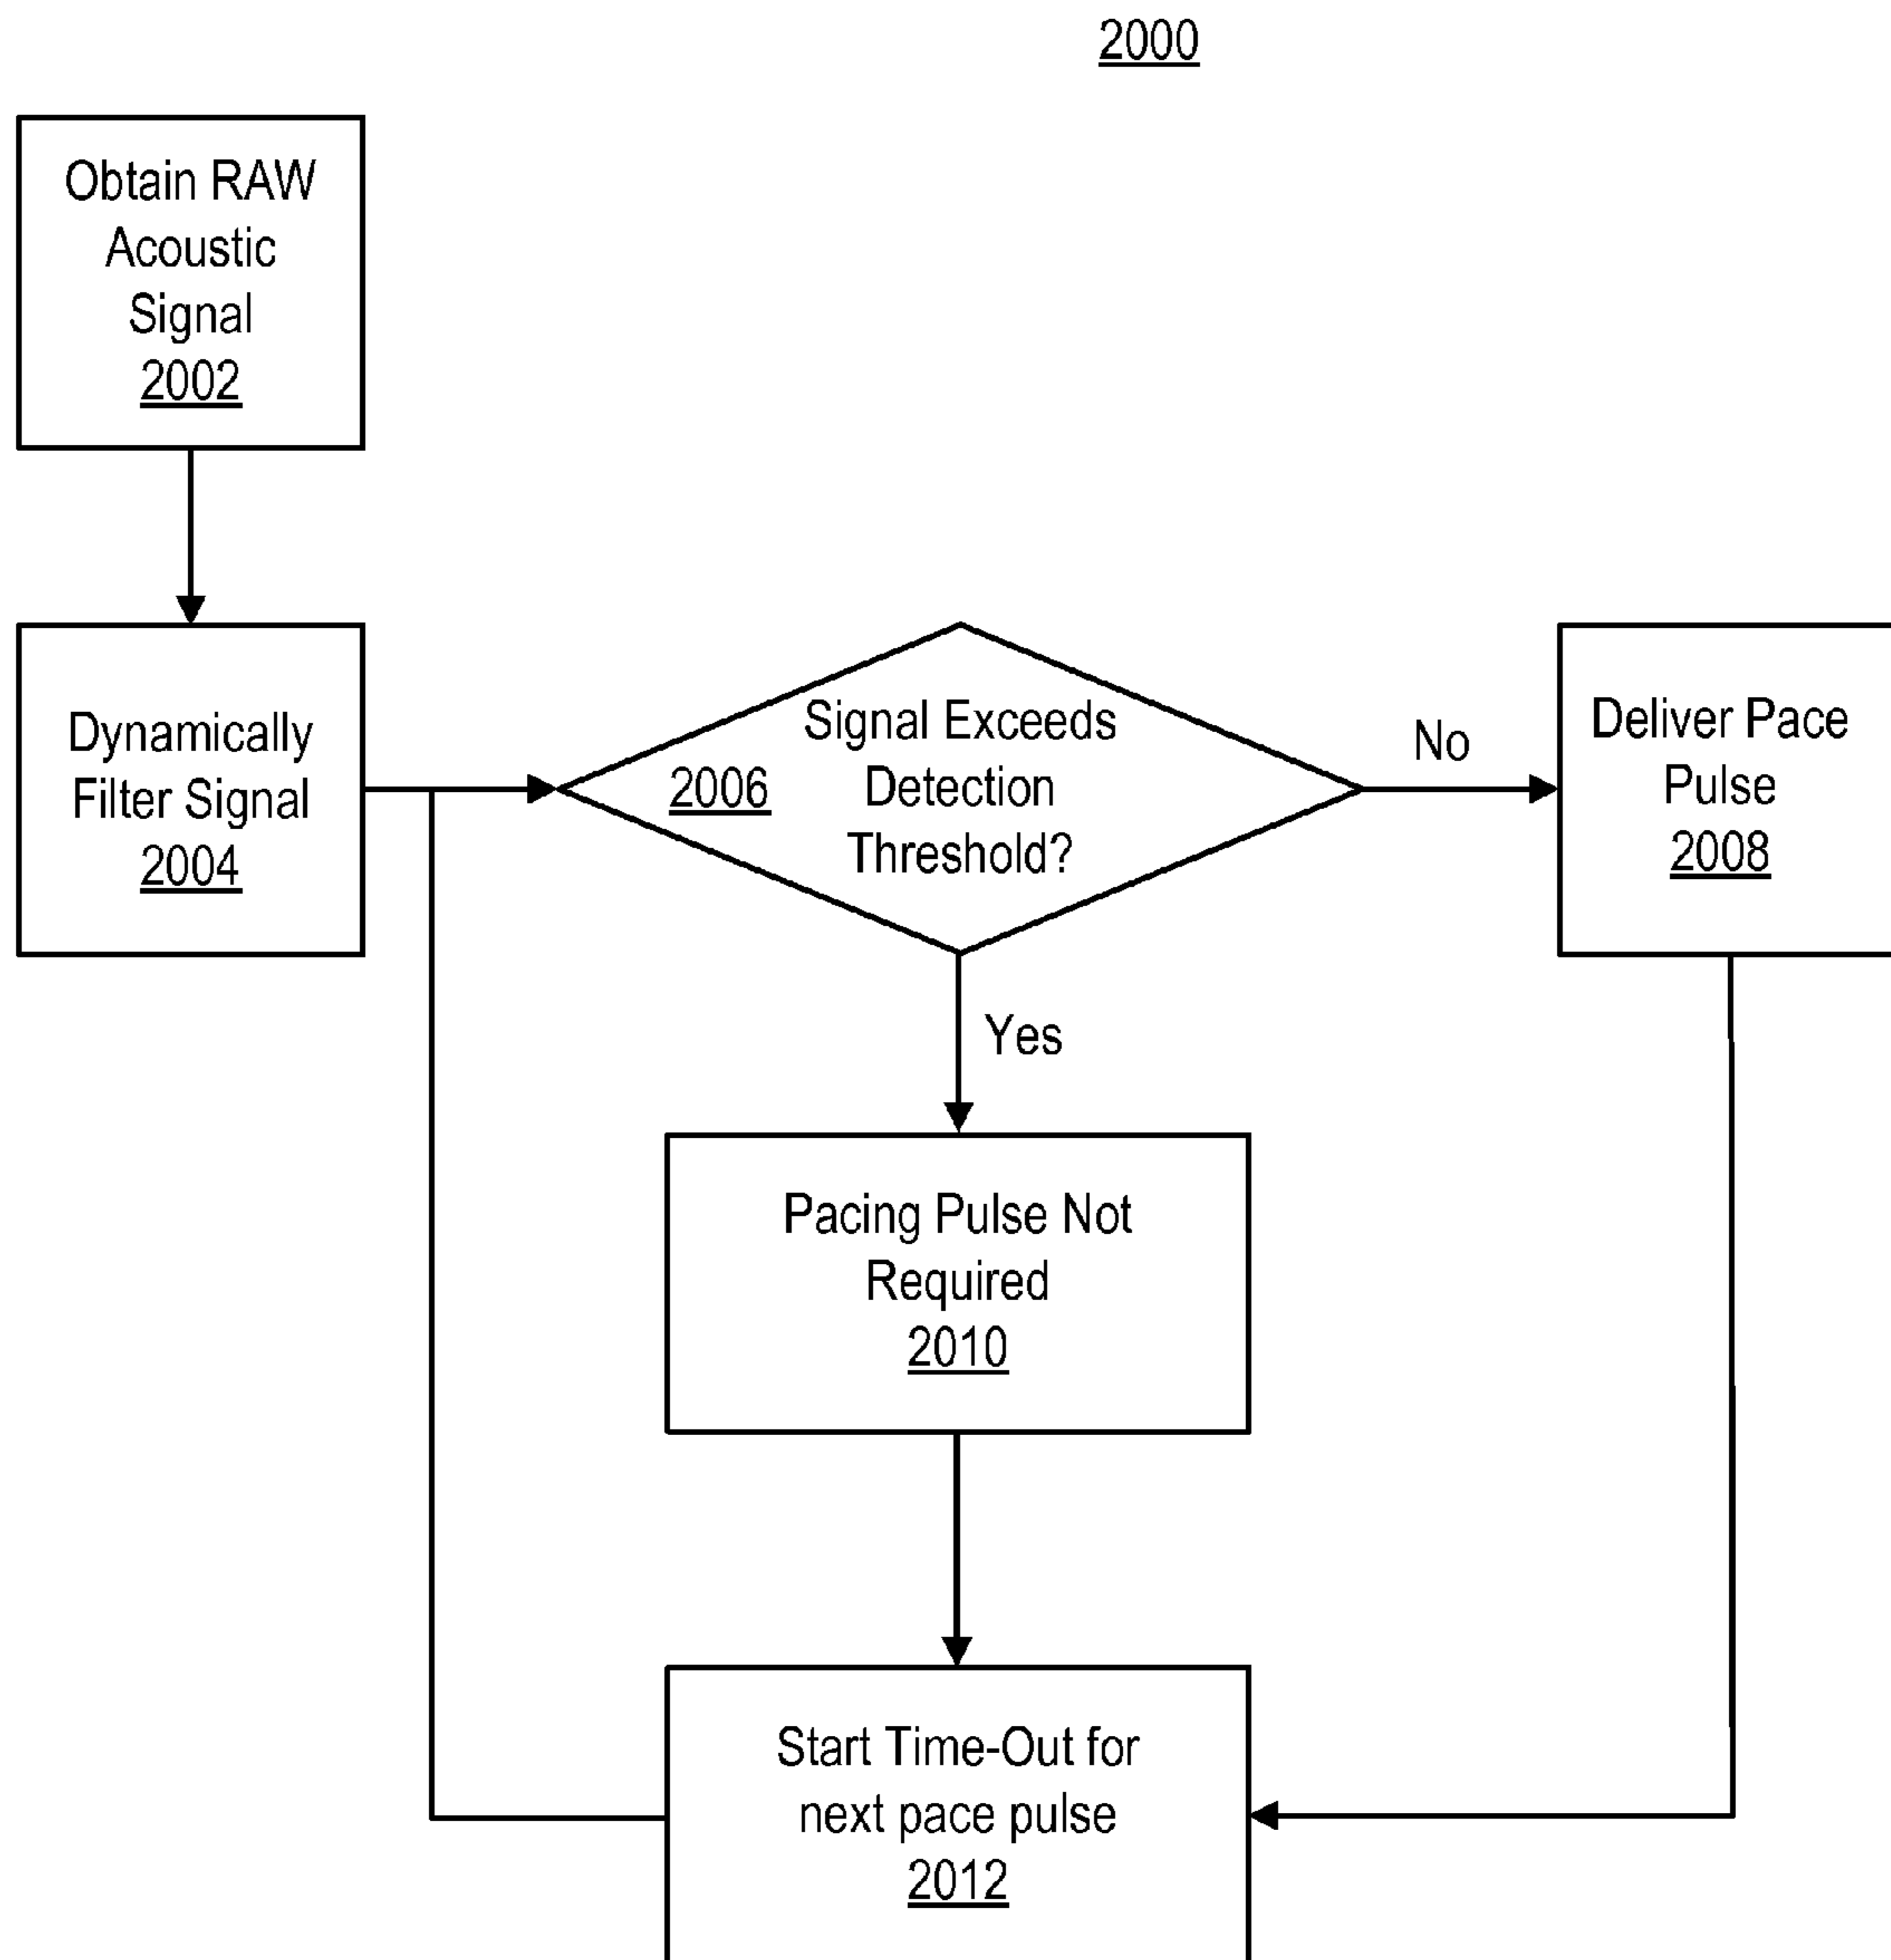 2000
Obtain RAW
Acoustic
Signal
2002
Dynamically
Filter Signal
2004
Signal Exceeds
2006 Detection
Threshold?
No
Deliver Pace
Pulse
2008
Yes
Pacing Pulse Not
Required
2010
Start Time-Out for
next pace pulse
2012